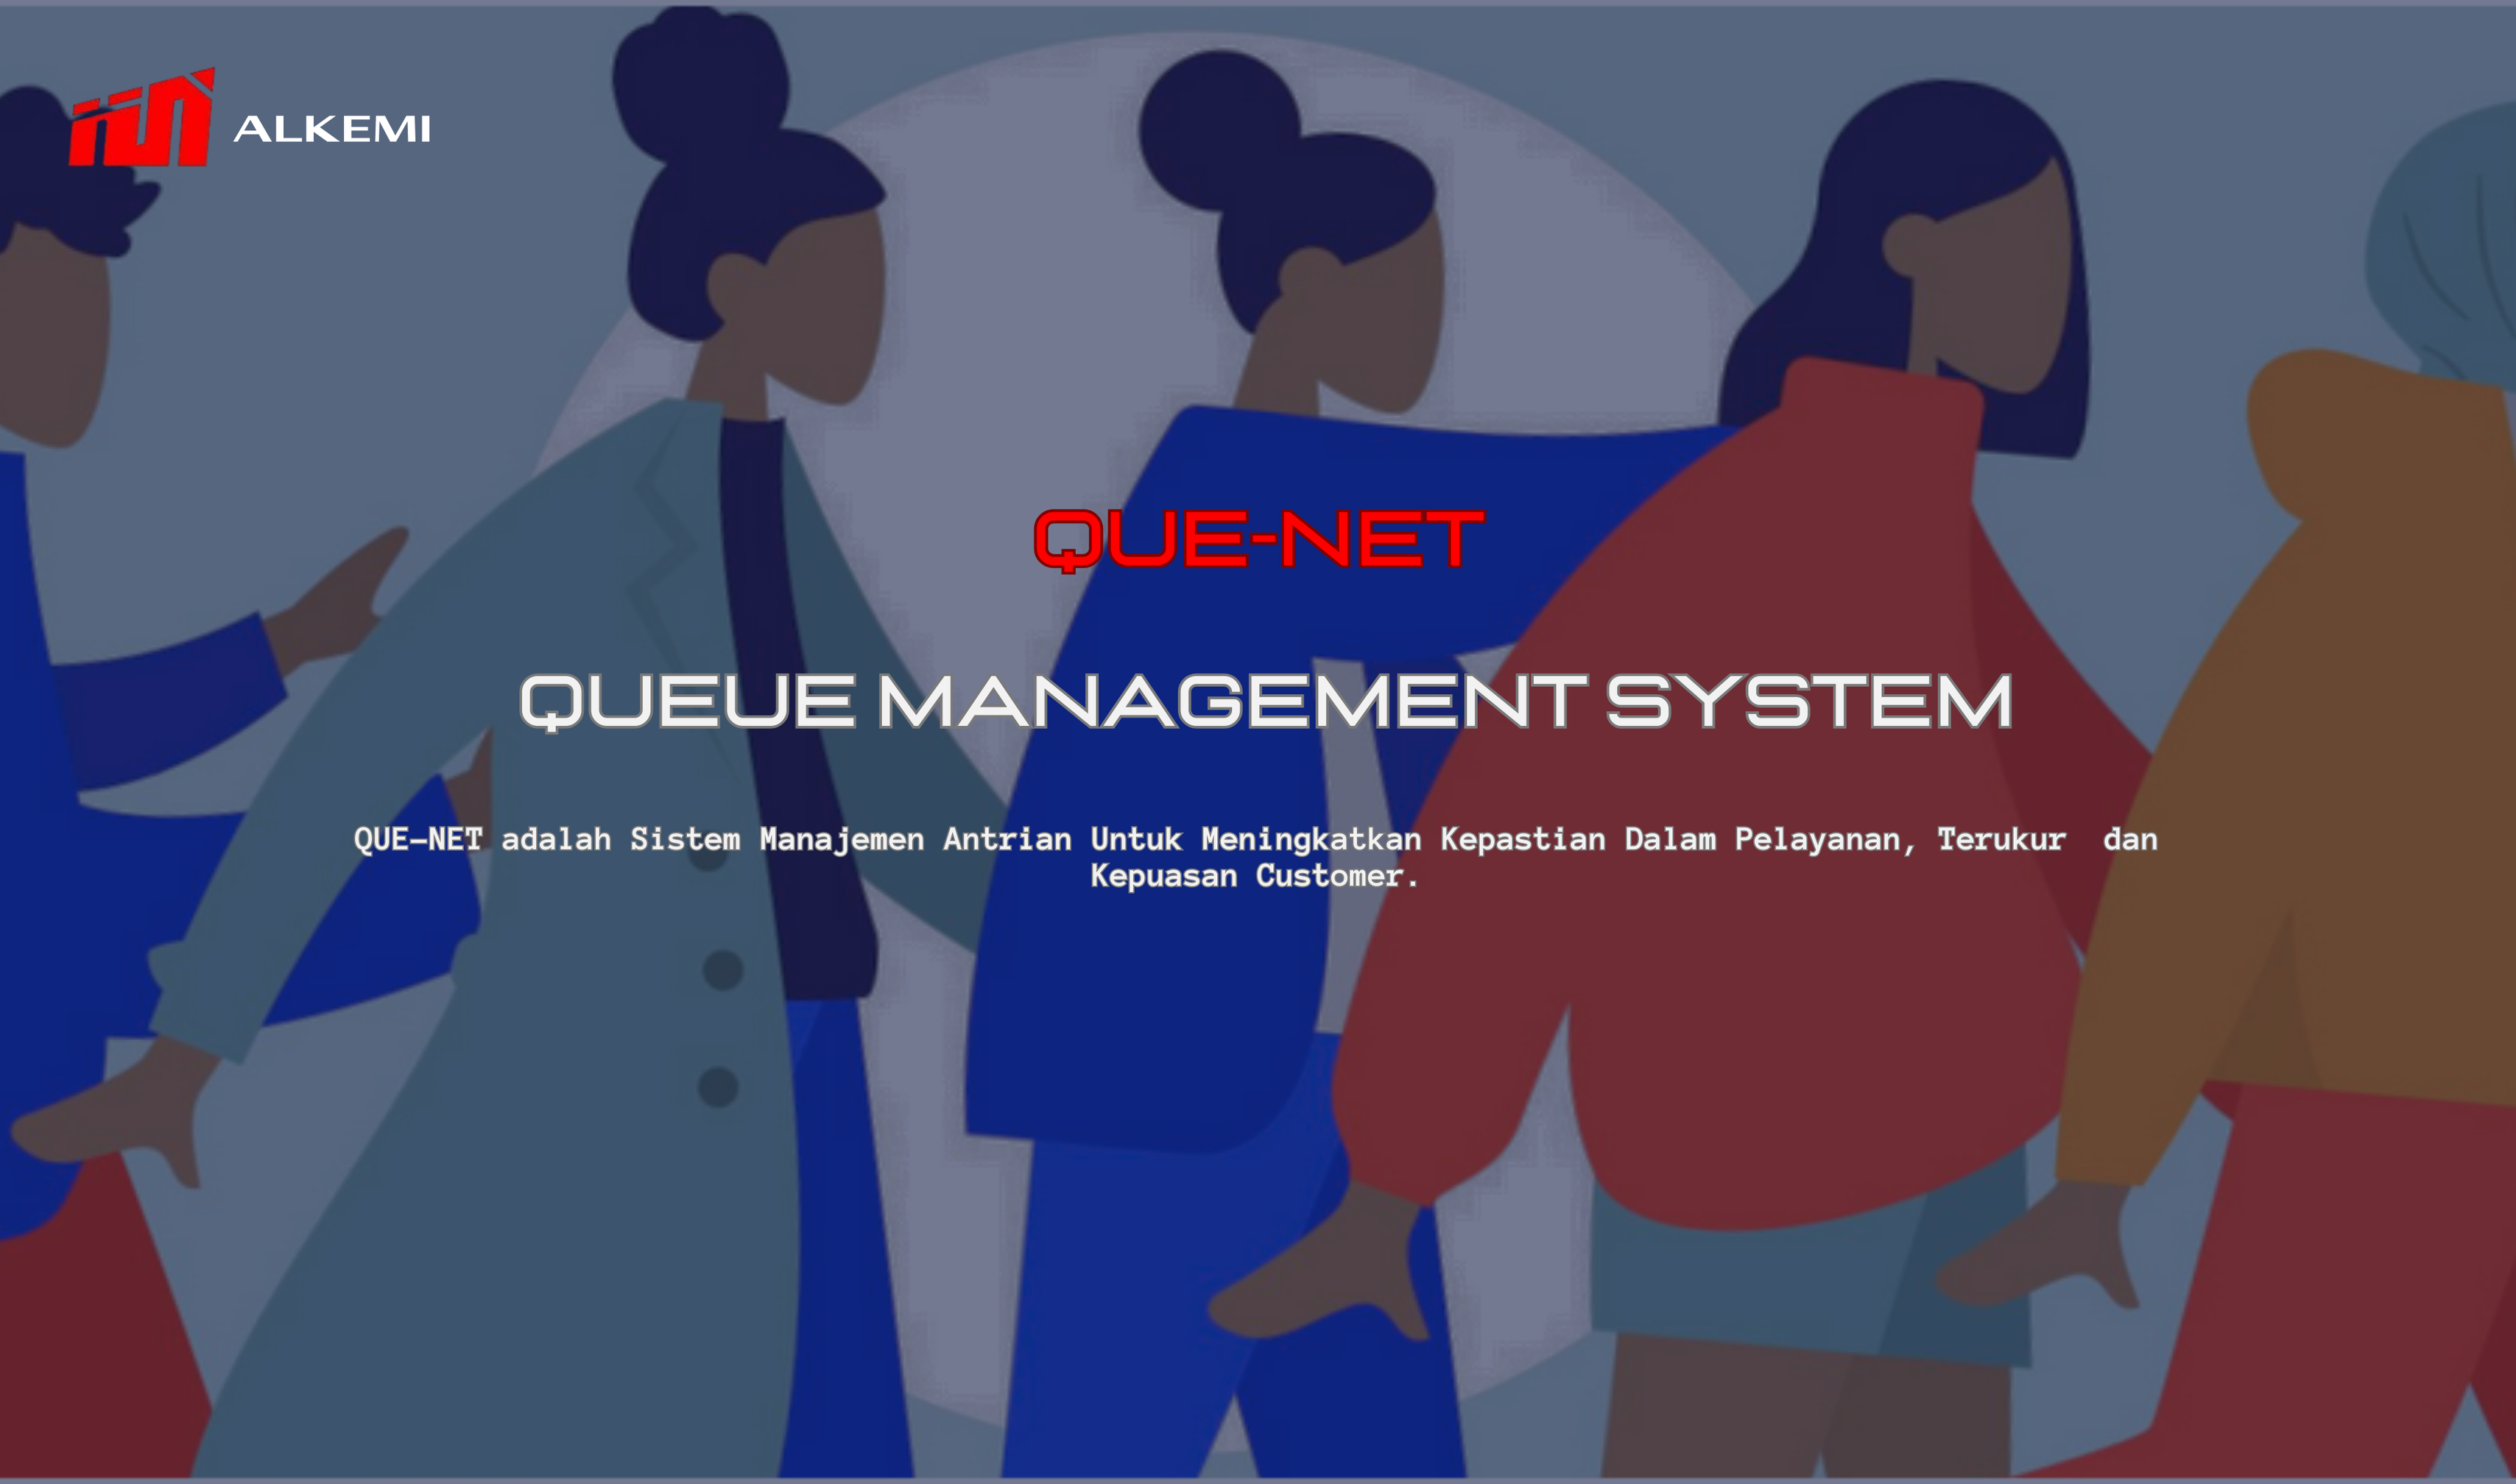 ALKEMI
QUE-NET
QUEUE MANAGEMENT SYSTEM
QUE-NET adalah Sistem Manajemen Antrian Untuk Meningkatkan Kepastian Dalam Pelayanan, Terukur  dan
Kepuasan Customer.